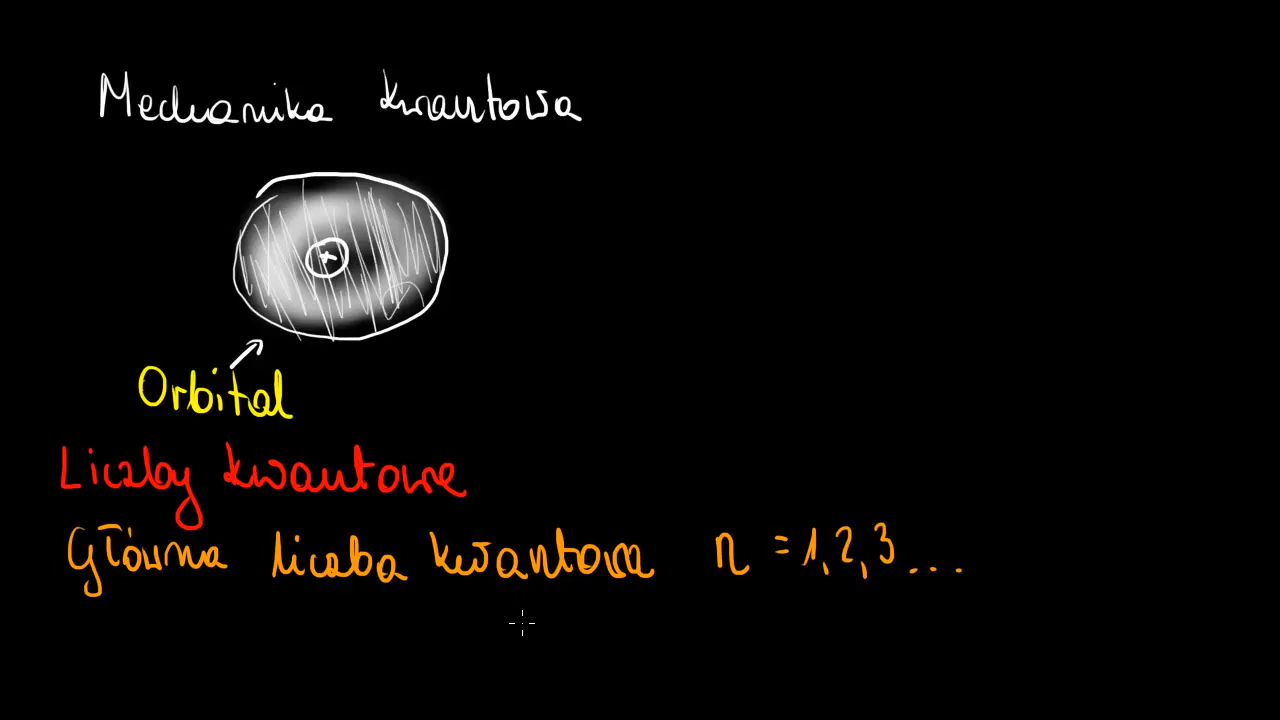 Mechanika kwantowa
+
Orbital
Liczby kwantowe
Główna liczba kwantowa n = 1, 2, 3 ...